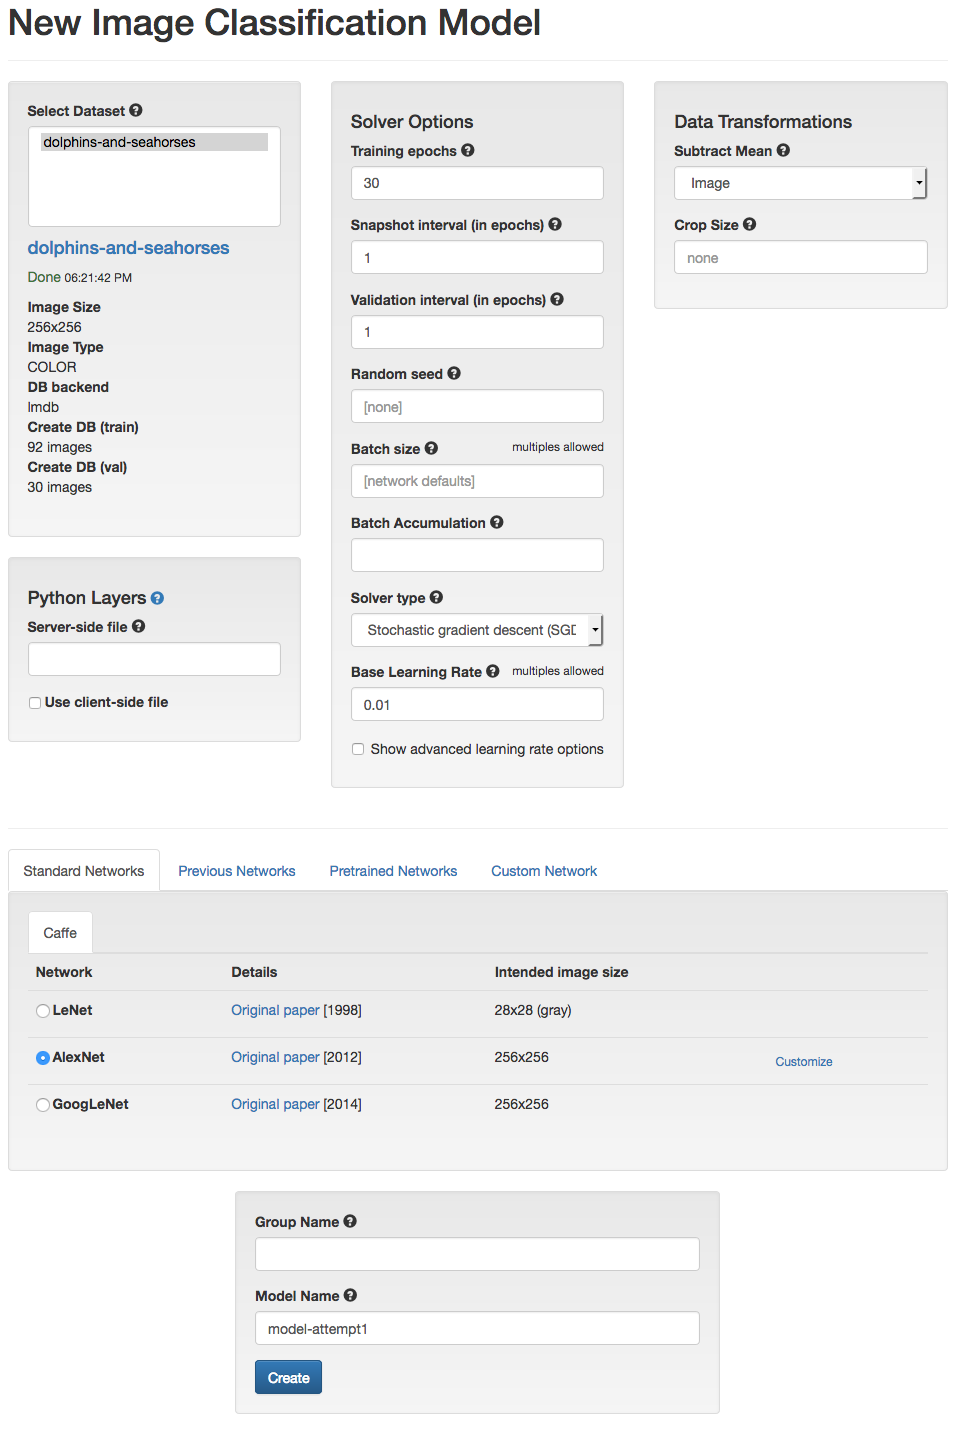 New Image Classification Model
Select Dataset
dolphins-and-seahorses
dolphins-and-seahorses
Done 06:21:42 PM
Image Size
256x256
Image Type
COLOR
DB backend
lmdb
Create DB (train)
92 images
Create DB (val)
30 images
Python Layers
Server-side file
Use client-side file
Solver Options
Training epochs
30
Snapshot interval (in epochs)
1
Validation interval (in epochs)
1
Random seed
[none]
Batch size multiples allowed
[network defaults]
Batch Accumulation
Solver type
Stochastic gradient descent (SGD
Base Learning Rate multiples allowed
0.01
Show advanced learning rate options
Data Transformations
Subtract Mean
Image
Crop Size
none
Standard Networks Previous Networks Pretrained Networks Custom Network
Caffe
Network Details Intended image size
LeNet Original paper [1998] 28x28 (gray)
AlexNet Original paper [2012] 256x256 Customize
GoogLeNet Original paper [2014] 256x256
Group Name
Model Name
model-attempt1
Create